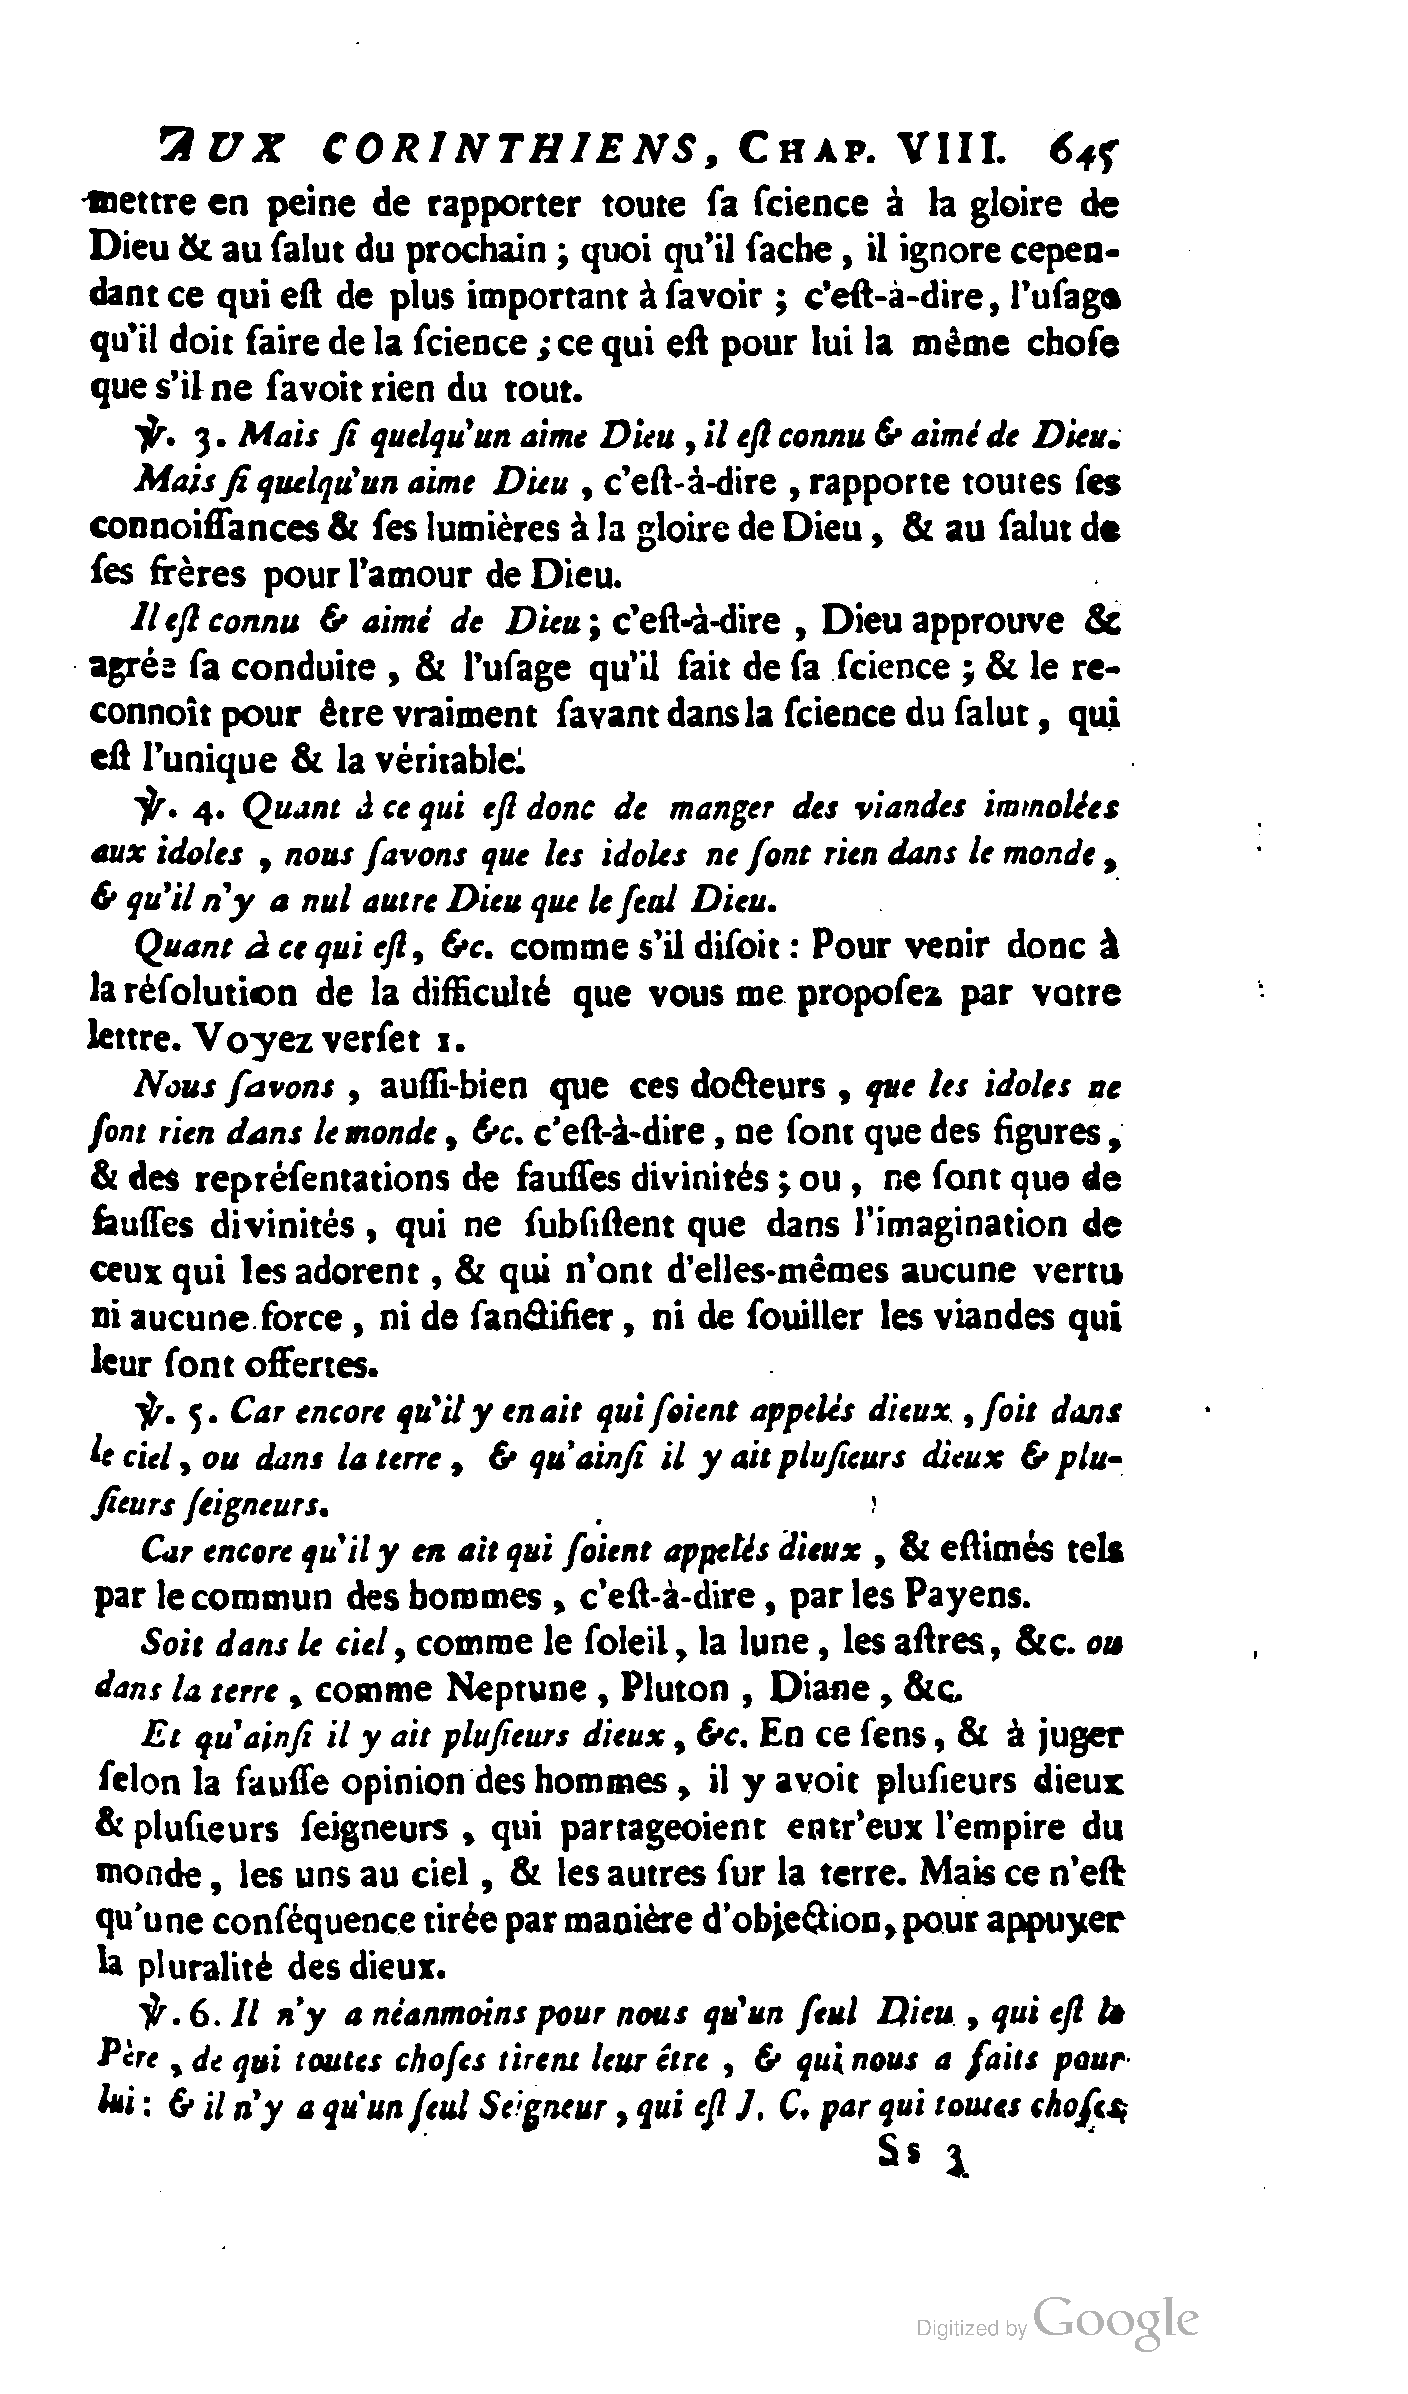 AUX CORINTHIENS, CHAP. VIII. 645
mettre en peine de rapporter toute ſa ſcience à la gloire de
Dieu & au ſalut du prochain ; quoi qu'il ſache , il ignore cepen-
dant ce qui eſt de plus important à ſavoir ; c'eſt-à-dire, l'uſage
qu'il doit faire de la ſcience ; ce qui eſt pour lui la même choſe
que s'il ne ſavoit rien du tout.
℣. 3. Mais ſi quelqu'un aime Dieu , il eſt connu & aimé de Dieu.
Mais ſi quelqu'un aime Dieu , c'eſt-à-dire , rapporte toutes ſes
connoiſſances & ſes lumières à la gloire de Dieu , & au ſalut de
ſes frères pour l'amour de Dieu.
Il eſt connu & aimé de Dieu ; c'eſt-à-dire , Dieu approuve &
agrée ſa conduite , & l'uſage qu'il fait de ſa ſcience ; & le re-
connoît pour être vraiment ſavant dans la ſcience du ſalut , qui
eſt l'unique & la véritable.
℣. 4. Quant à ce qui eſt donc de manger des viandes immolées
aux idoles , nous ſavons que les idoles ne ſont rien dans le monde ,
& qu'il n'y a nul autre Dieu que le ſeul Dieu.
Quant à ce qui eſt, &c. comme s'il diſoit : Pour venir donc à
la réſolution de la difficulté que vous me propoſez par votre
lettre. Voyez verſet 1.
Nous ſavons , auſſi-bien que ces docteurs , que les idoles ne
ſont rien dans le monde , &c. c'eſt-à-dire , ne ſont que des figures ,
& des repréſentations de fauſſes divinités ; ou , ne ſont que de
fauſſes divinités , qui ne ſubſiſtent que dans l'imagination de
ceux qui les adorent , & qui n'ont d'elles-mêmes aucune vertu
ni aucune force , ni de ſanctifier , ni de ſouiller les viandes qui
leur ſont offertes.
℣. 5. Car encore qu'il y en ait qui ſoient appelés dieux , ſoit dans
le ciel , ou dans la terre , & qu'ainſi il y ait pluſieurs dieux & plu-
ſieurs ſeigneurs.
Car encore qu'il y en ait qui ſoient appelés dieux , & eſtimés tels
par le commun des hommes , c'eſt-à-dire , par les Payens.
Soit dans le ciel , comme le ſoleil , la lune , les aſtres , &c. ou
dans la terre , comme Neptune , Pluton , Diane , &c.
Et qu'ainſi il y ait pluſieurs dieux , &c. En ce ſens , & à juger
ſelon la fauſſe opinion des hommes , il y avoit pluſieurs dieux
& pluſieurs ſeigneurs , qui partageoient entr'eux l'empire du
monde , les uns au ciel , & les autres ſur la terre. Mais ce n'eſt
qu'une conſéquence tirée par manière d'objection , pour appuyer
la pluralité des dieux.
℣. 6. Il n'y a néanmoins pour nous qu'un ſeul Dieu , qui eſt le
Père , de qui toutes choſes tirent leur être , & qui nous a faits pour
lui : & il n'y a qu'un ſeul Seigneur , qui eſt J. C. par qui toutes choſes
Ss 3
Digitized by Google